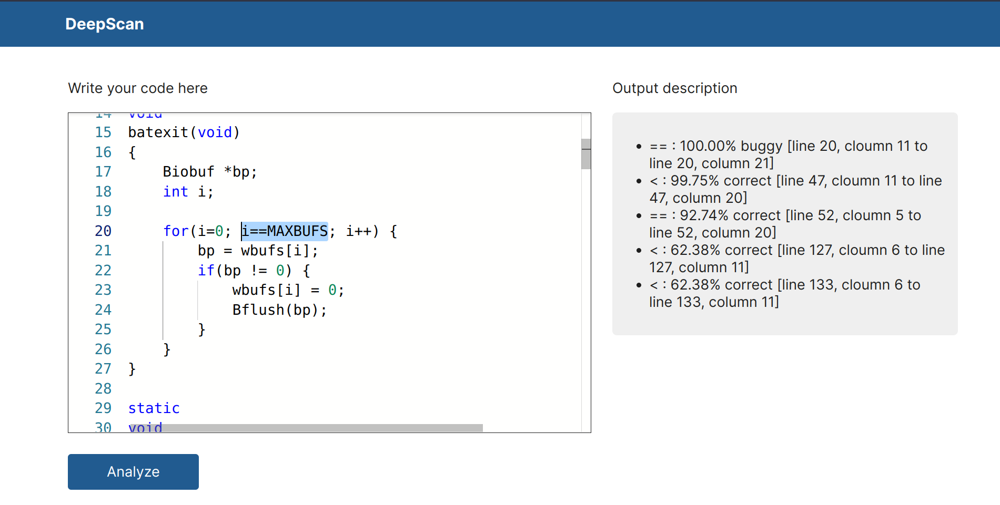 DeepScan
Write your code here
Output description
14 void
15 batexit(void)
16 {
17 Biobuf *bp;
18 int i;
19
20 for(i=0; i==MAXBUFS; i++) {
21 bp = wbufs[i];
22 if(bp != 0) {
23 wbufs[i] = 0;
24 Bflush(bp);
25 }
26 }
27 }
28
29 static
30 void
• == : 100.00% buggy [line 20, cloumn 11 to
line 20, column 21]
• < : 99.75% correct [line 47, cloumn 11 to line
47, column 20]
• == : 92.74% correct [line 52, cloumn 5 to
line 52, column 20]
• < : 62.38% correct [line 127, cloumn 6 to line
127, column 11]
• < : 62.38% correct [line 133, cloumn 6 to
line 133, column 11]
Analyze